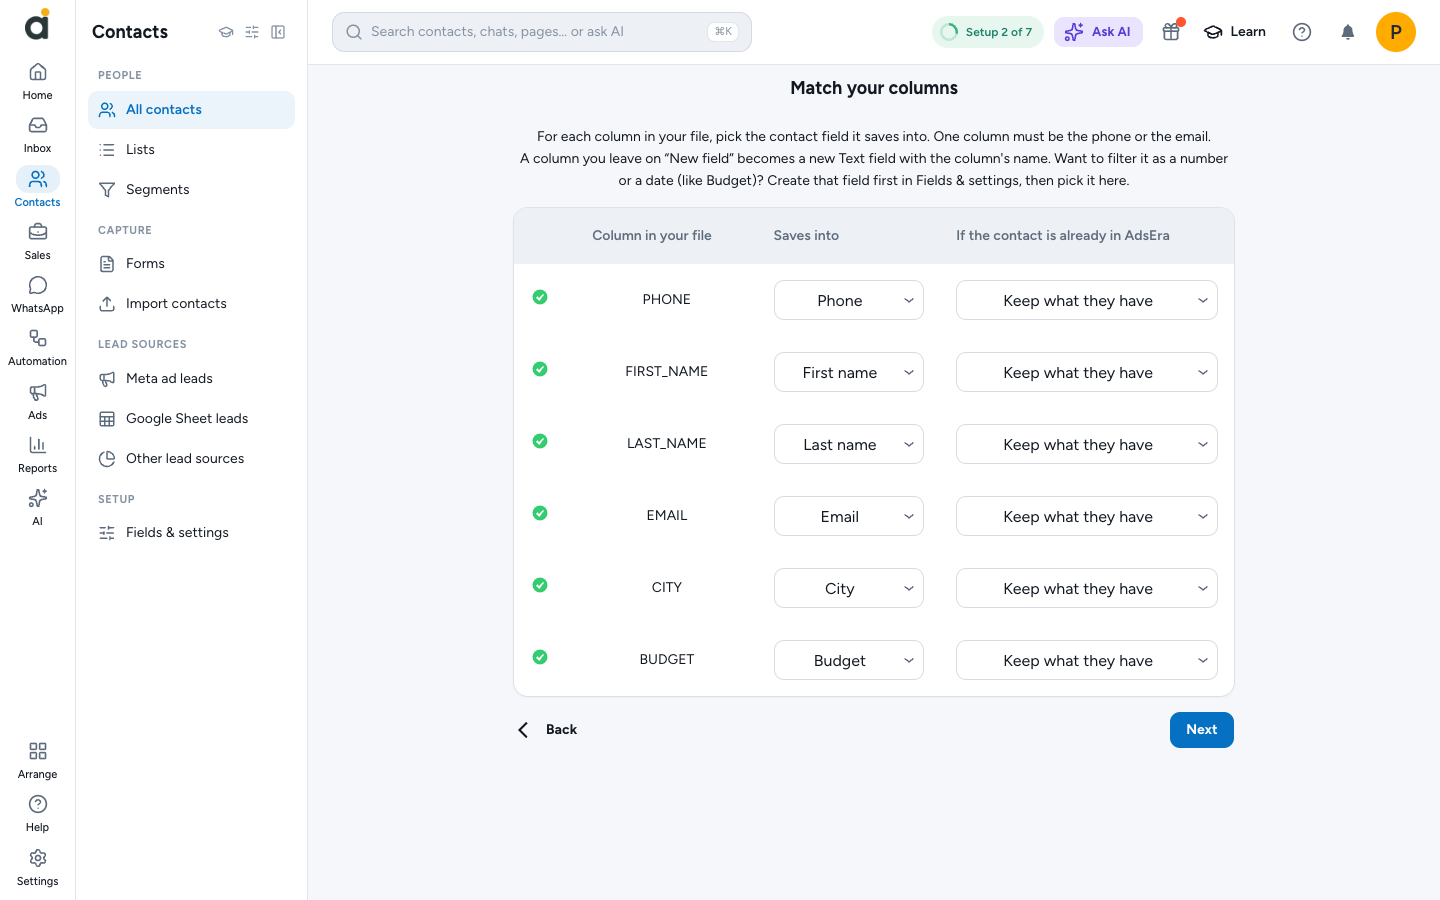 Contacts
Search contacts, chats, pages... or ask AI
⌘K
Setup 2 of 7
Ask AI
Learn
P
Home
Inbox
Contacts
Sales
WhatsApp
Automation
Ads
Reports
AI
Arrange
Help
Settings
PEOPLE
All contacts
Lists
Segments
CAPTURE
Forms
Import contacts
LEAD SOURCES
Meta ad leads
Google Sheet leads
Other lead sources
SETUP
Fields & settings
Match your columns
For each column in your file, pick the contact field it saves into. One column must be the phone or the email.
A column you leave on “New field” becomes a new Text field with the column's name. Want to filter it as a number
or a date (like Budget)? Create that field first in Fields & settings, then pick it here.
Column in your file Saves into If the contact is already in AdsEra
PHONE Phone Keep what they have
FIRST_NAME First name Keep what they have
LAST_NAME Last name Keep what they have
EMAIL Email Keep what they have
CITY City Keep what they have
BUDGET Budget Keep what they have
Back
Next